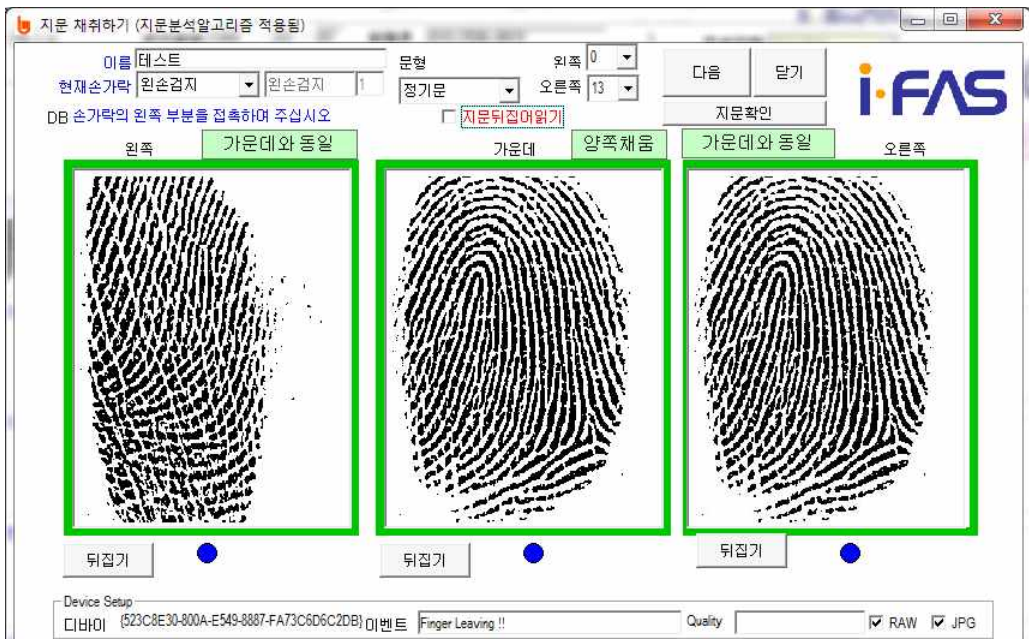 지문 채취하기 (지문분석알고리즘 적용됨)
이름 테스트 문형 왼쪽 0 다음 닫기 i·FAS
현재손가락 왼손검지 왼손검지 1 정기문 오른쪽 13
DB 손가락의 왼쪽 부분을 접촉하며 주십시오 지문뒤집어읽기 지문확인
왼쪽 가운데와 동일 가운데 양쪽채움 가운데와 동일 오른쪽
뒤집기 뒤집기 뒤집기
Device Setup
디바이 {523C8E30-800A-E549-8887-FA73C6D6C2DB} 이벤트 Finger Leaving !! Quality RAW JPG